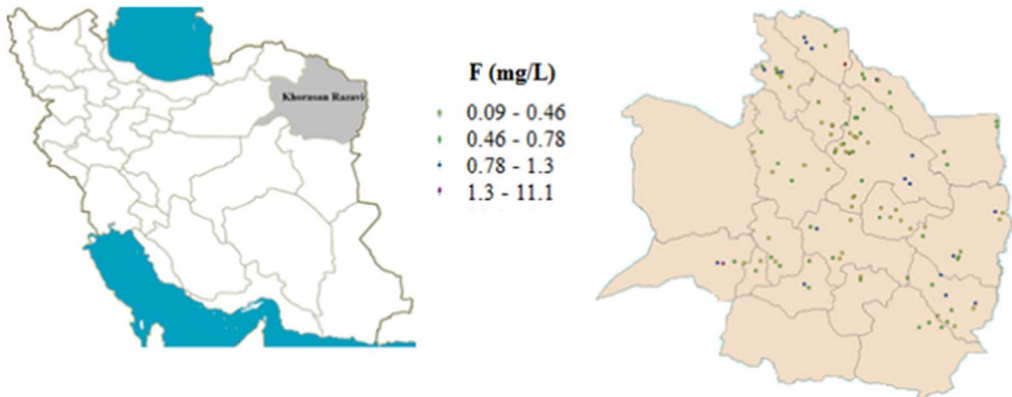 Khorasan Razavi
F (mg/L)
0.09 - 0.46
0.46 - 0.78
0.78 - 1.3
1.3 - 11.1